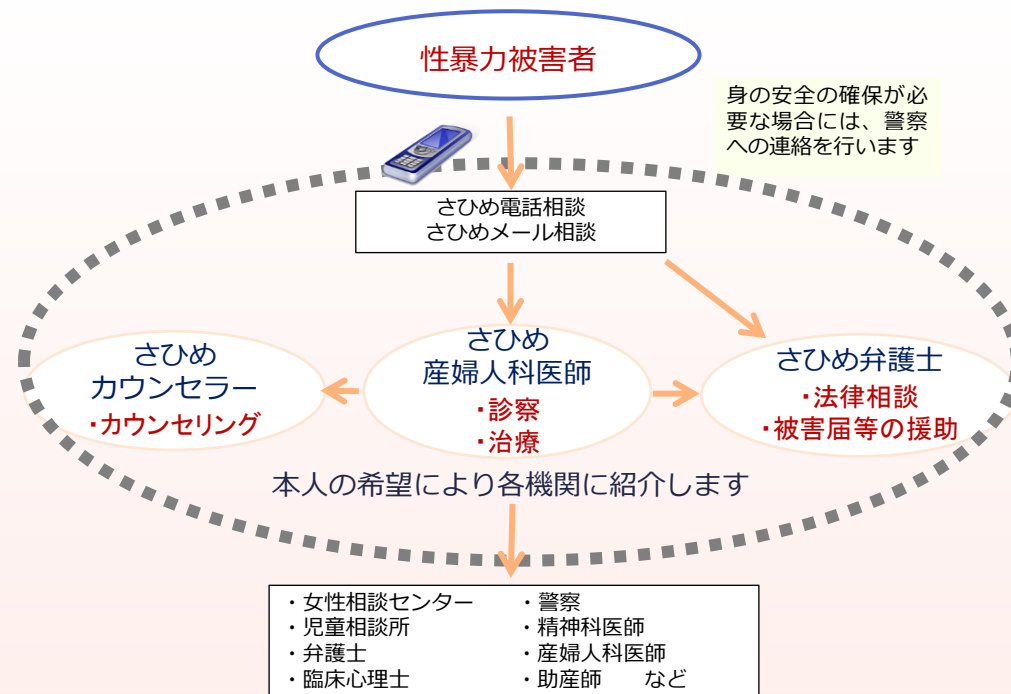 性暴力被害者
身の安全の確保が必
要な場合には、警察
への連絡を行います
さひめ電話相談
さひめメール相談
さひめ
カウンセラー
・カウンセリング
さひめ
産婦人科医師
・診察
・治療
さひめ弁護士
・法律相談
・被害届等の援助
本人の希望により各機関に紹介します
・女性相談センター
・児童相談所
・弁護士
・臨床心理士
・警察
・精神科医師
・産婦人科医師
・助産師　　など